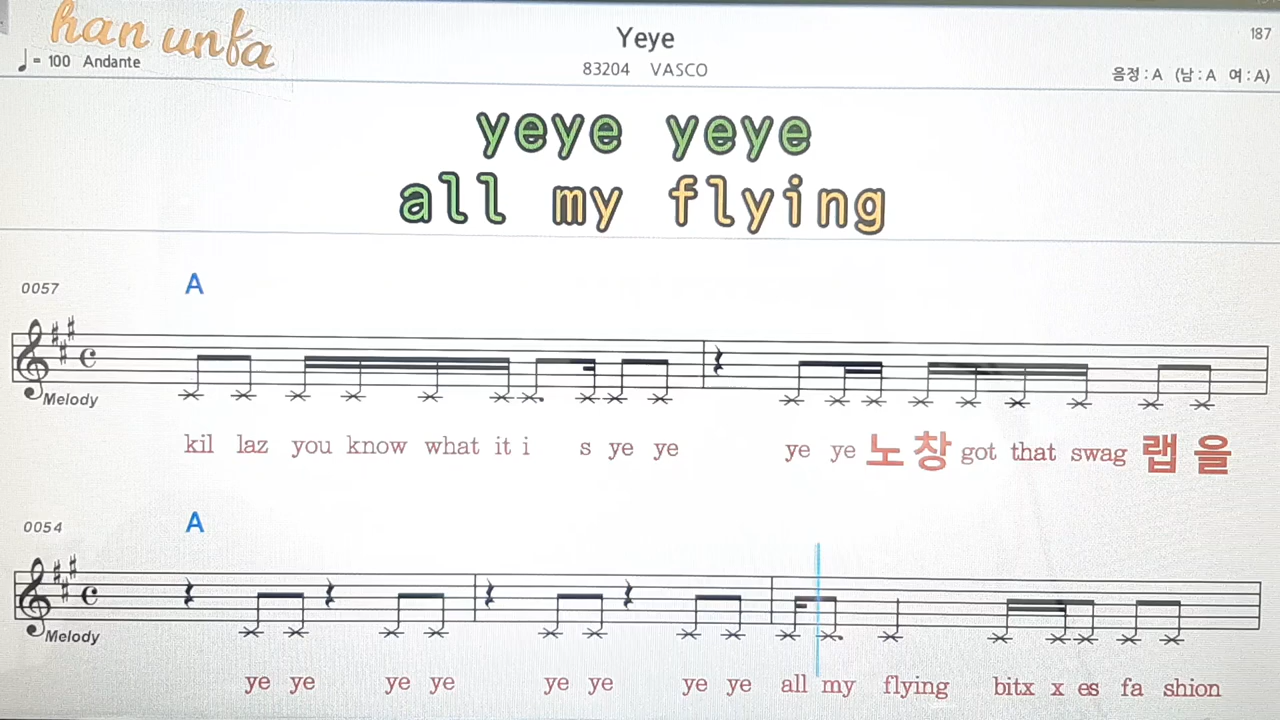 han unfa
♩= 100 Andante
Yeye
83204 VASCO
187
음정 : A (남 : A 여 : A)
yeye yeye
all my flying
0057
A
Melody
kil laz you know what it i s ye ye ye ye 노 창 got that swag 랩 을
0054
A
Melody
ye ye ye ye ye ye ye ye all my flying bitx x es fa shion